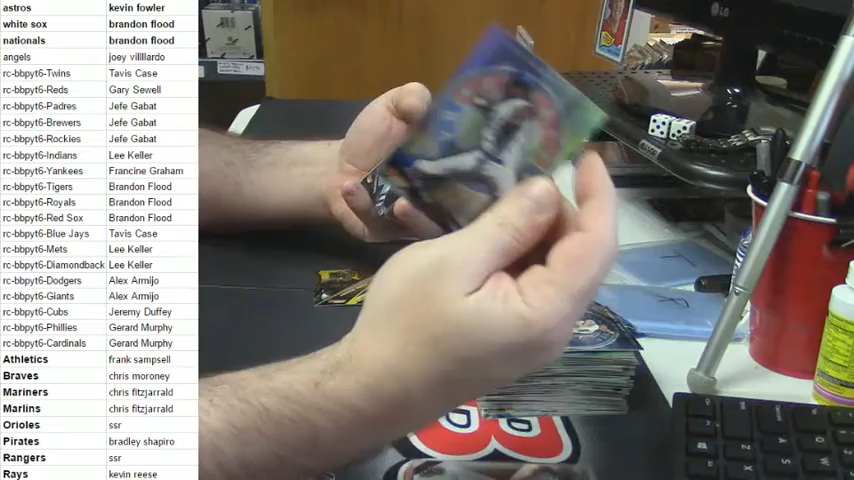 astros kevin fowler
white sox brandon flood
nationals brandon flood
angels joey villllardo
rc-bbpyt6-Twins Tavis Case
rc-bbpyt6-Reds Gary Sewell
rc-bbpyt6-Padres Jefe Gabat
rc-bbpyt6-Brewers Jefe Gabat
rc-bbpyt6-Rockies Jefe Gabat
rc-bbpyt6-Indians Lee Keller
rc-bbpyt6-Yankees Francine Graham
rc-bbpyt6-Tigers Brandon Flood
rc-bbpyt6-Royals Brandon Flood
rc-bbpyt6-Red Sox Brandon Flood
rc-bbpyt6-Blue Jays Tavis Case
rc-bbpyt6-Mets Lee Keller
rc-bbpyt6-Diamondback Lee Keller
rc-bbpyt6-Dodgers Alex Armijo
rc-bbpyt6-Giants Alex Armijo
rc-bbpyt6-Cubs Jeremy Duffey
rc-bbpyt6-Phillies Gerard Murphy
rc-bbpyt6-Cardinals Gerard Murphy
Athletics frank sampsell
Braves chris moroney
Mariners chris fitzjarrald
Marlins chris fitzjarrald
Orioles ssr
Pirates bradley shapiro
Rangers ssr
Rays kevin reese
LG